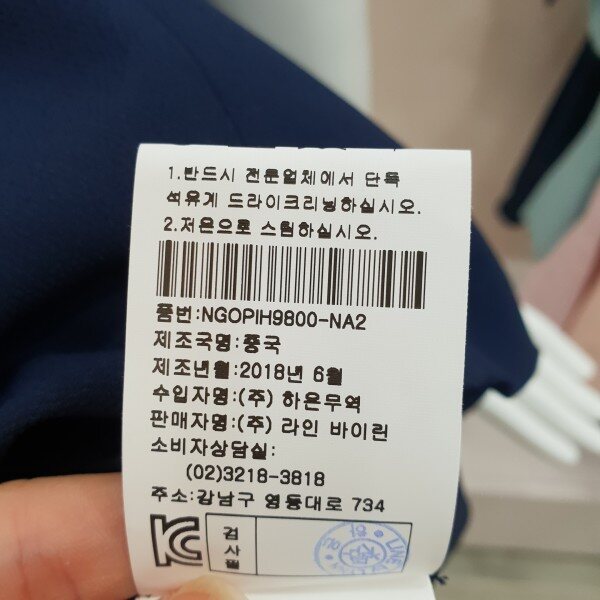 1.반드시 전문업체에서 단독
석유계 드라이크리닝하십시오.
2.저온으로 스팀하십시오.
품번:NGOPIH9800-NA2
제조국명:중국
제조년월:2018년 6월
수입자명:(주) 하은무역
판매자명:(주) 라인 바이런
소비자상담실:
(02)3218-3818
주소:강남구 영동대로 734
KC 검사필